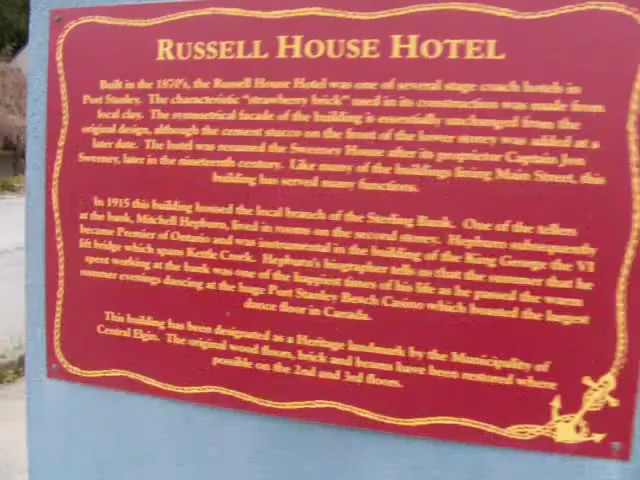 RUSSELL HOUSE HOTEL
Built in the 1870's, the Russell House Hotel was one of several stage coach hotels in
Port Stanley. The characteristic "strawberry brick" used in its construction was made from
local clay. The symmetrical facade of the building is essentially unchanged from the
original design, although the cement stucco on the front of the lower storey was added at a
later date. The hotel was renamed the Sweeney House after its proprietor Captain Jon
Sweeney, later in the nineteenth century. Like many of the buildings lining Main Street, this
building has served many functions.
In 1915 this building housed the local branch of the Sterling Bank. One of the tellers
at the bank, Mitchell Hepburn, lived in rooms on the second storey. Hepburn subsequently
became Premier of Ontario and was instrumental in the building of the King George the VI
lift bridge which spans Kettle Creek. Hepburn's biographer tells us that the summer that he
spent working at the bank was one of the happiest times of his life as he passed the warm
summer evenings dancing at the huge Port Stanley Beach Casino which boasted the largest
dance floor in Canada.
This building has been designated as a Heritage landmark by the Municipality of
Central Elgin. The original wood floors, brick and beams have been restored where
possible on the 2nd and 3rd floors.